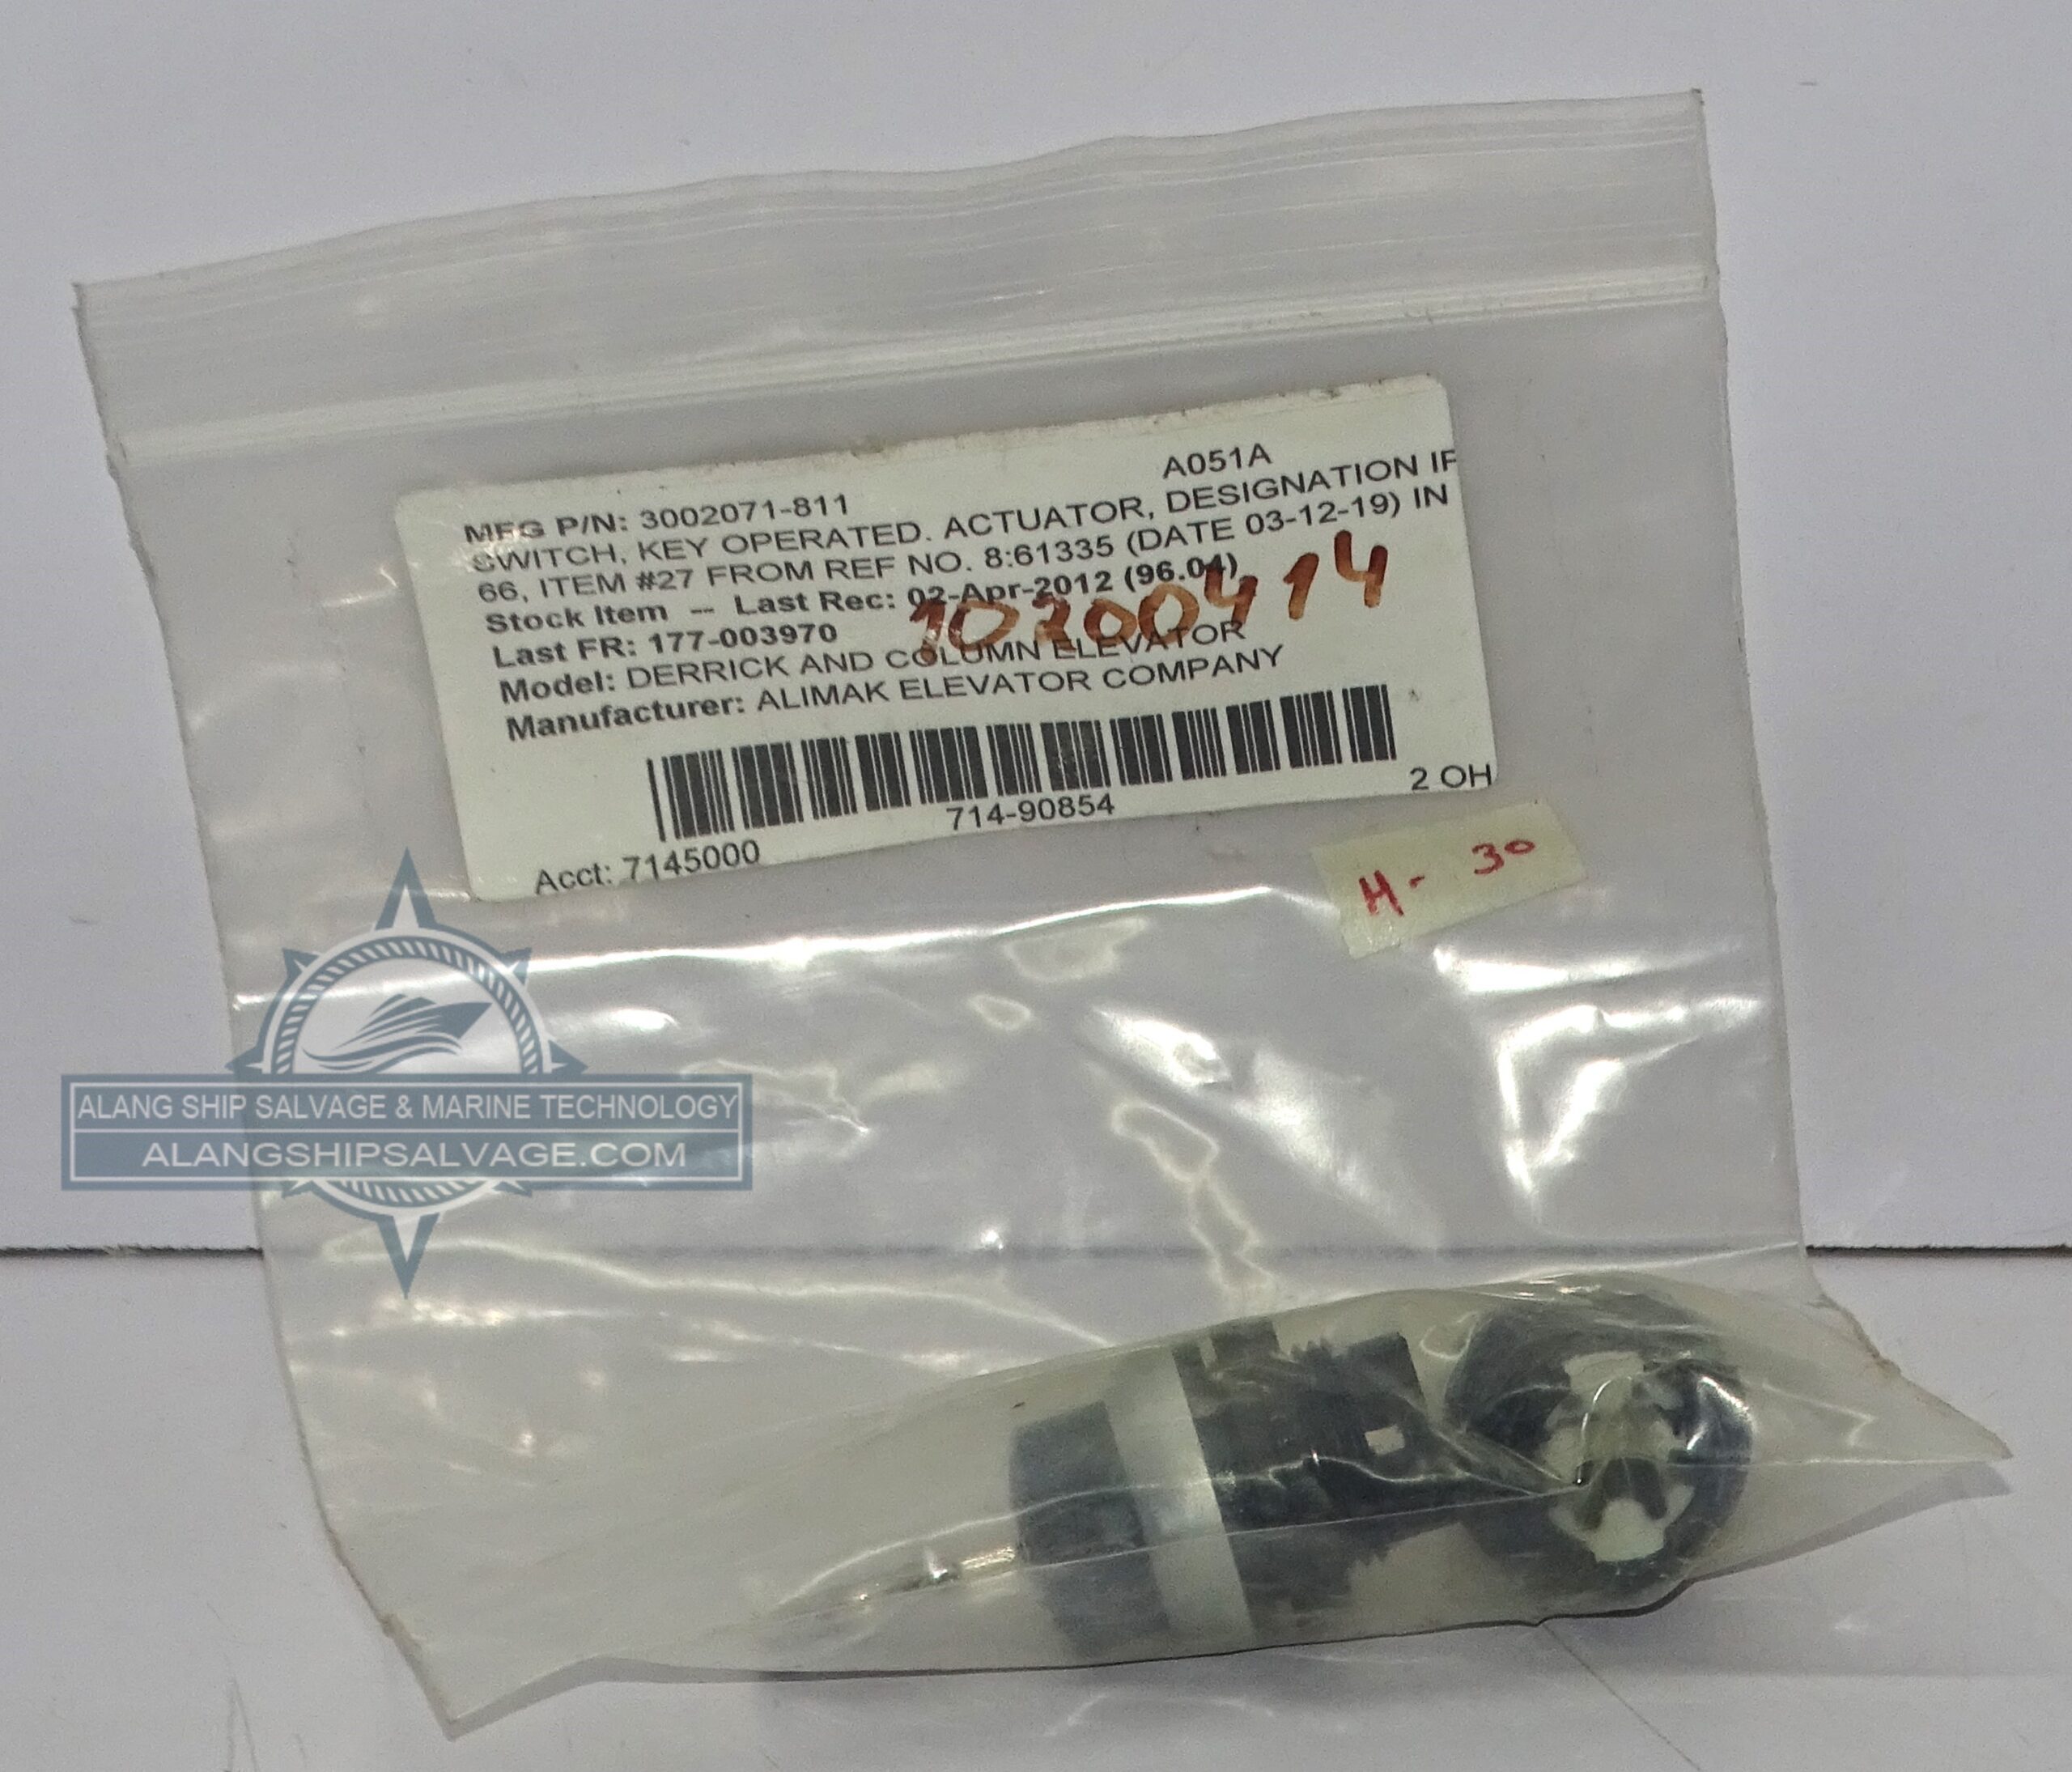 A051A
MFG P/N: 3002071-811
SWITCH, KEY OPERATED. ACTUATOR, DESIGNATION IF
66, ITEM #27 FROM REF NO. 8:61335 (DATE 03-12-19) IN
Stock Item -- Last Rec: 02-Apr-2012 (96.04)
Last FR: 177-003970
10200414
Model: DERRICK AND COLUMN ELEVATOR
Manufacturer: ALIMAK ELEVATOR COMPANY
2 OH
714-90854
Acct: 7145000
H- 30
ALANG SHIP SALVAGE & MARINE TECHNOLOGY
ALANGSHIPSALVAGE.COM